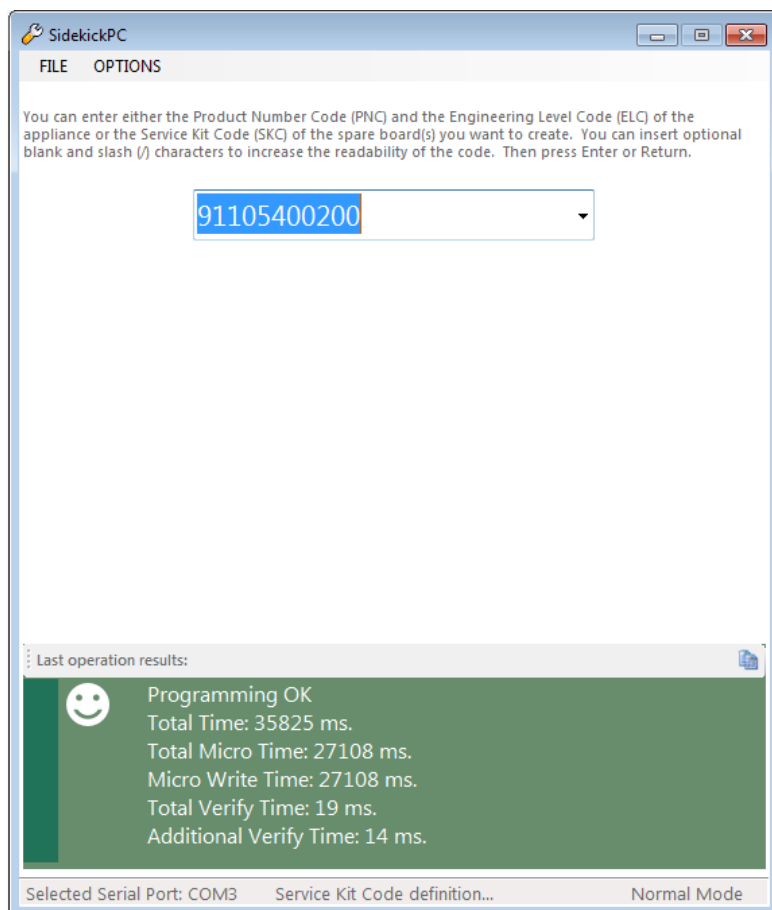 SidekickPC
FILE OPTIONS
You can enter either the Product Number Code (PNC) and the Engineering Level Code (ELC) of the
appliance or the Service Kit Code (SKC) of the spare board(s) you want to create. You can insert optional
blank and slash (/) characters to increase the readability of the code. Then press Enter or Return.
91105400200
Last operation results:
Programming OK
Total Time: 35825 ms.
Total Micro Time: 27108 ms.
Micro Write Time: 27108 ms.
Total Verify Time: 19 ms.
Additional Verify Time: 14 ms.
Selected Serial Port: COM3 Service Kit Code definition... Normal Mode